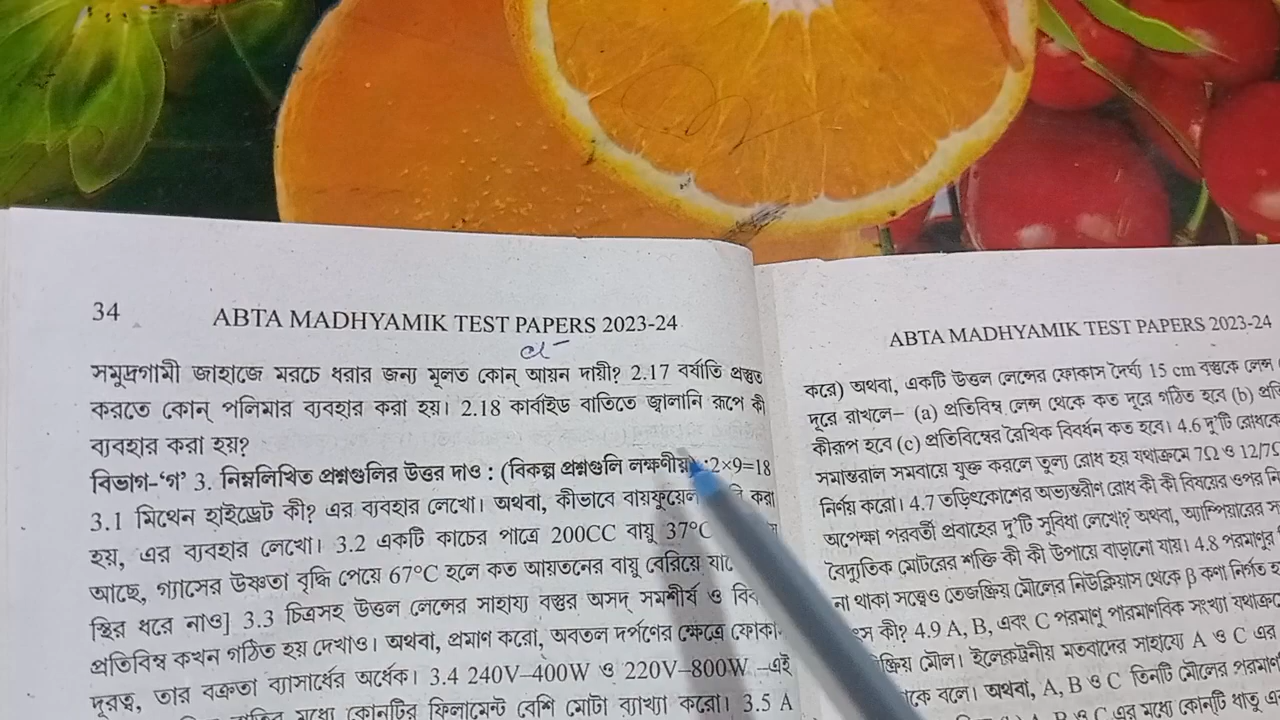 34
ABTA MADHYAMIK TEST PAPERS 2023-24
সমুদ্রগামী জাহাজে মরচে ধরার জন্য মূলত কোন্ আয়ন দায়ী? 2.17 বর্ষাতি প্রস্তুত
করতে কোন্ পলিমার ব্যবহার করা হয়। 2.18 কার্বাইড বাতিতে জ্বালানি রূপে কী
ব্যবহার করা হয়?
বিভাগ-‘গ’ 3. নিম্নলিখিত প্রশ্নগুলির উত্তর দাও : (বিকল্প প্রশ্নগুলি লক্ষণীয়) 2×9=18
3.1 মিথেন হাইড্রেট কী? এর ব্যবহার লেখো। অথবা, কীভাবে বায়ফুয়েল করা
হয়, এর ব্যবহার লেখো। 3.2 একটি কাচের পাত্রে 200CC বায়ু 37°C
আছে, গ্যাসের উষ্ণতা বৃদ্ধি পেয়ে 67°C হলে কত আয়তনের বায়ু বেরিয়ে
স্থির ধরে নাও] 3.3 চিত্রসহ উত্তল লেন্সের সাহায্য বস্তুর অসদ্ সমশীর্ষ ও
প্রতিবিম্ব কখন গঠিত হয় দেখাও। অথবা, প্রমাণ করো, অবতল দর্পণের ক্ষেত্রে
দূরত্ব, তার বক্রতা ব্যাসার্ধের অর্ধেক। 3.4 240V–400W ও 220V–800W –এই
মধ্যে কোনটির ফিলামেন্ট বেশি মোটা ব্যাখ্যা করো। 3.5 A
ABTA MADHYAMIK TEST PAPERS 2023-24
করে) অথবা, একটি উত্তল লেন্সের ফোকাস দৈর্ঘ্য 15 cm বস্তুকে লেন্স
দূরে রাখলে– (a) প্রতিবিম্ব লেন্স থেকে কত দূরে গঠিত হবে (b)
কীরূপ হবে (c) প্রতিবিম্বের রৈখিক বিবর্ধন কত হবে। 4.6 দু’টি রোধকে
সমান্তরাল সমবায়ে যুক্ত করলে তুল্য রোধ হয় যথাক্রমে 7Ω ও
নির্ণয় করো। 4.7 তড়িৎকোশের অভ্যন্তরীণ রোধ কী কী বিষয়ের ওপর
অপেক্ষা পরবর্তী প্রবাহের দু’টি সুবিধা লেখো? অথবা, অ্যাম্পিয়ারের
বৈদ্যুতিক মোটরের শক্তি কী কী উপায়ে বাড়ানো যায়। 4.8 পরমাণুর
না থাকা সত্ত্বেও তেজস্ক্রিয় মৌলের নিউক্লিয়াস থেকে β কণা নির্গত
কী? 4.9 A, B, এবং C পরমাণু পারমাণবিক সংখ্যা
মৌল। ইলেকট্রনীয় মতবাদের সাহায্যে A ও C এর
বলে। অথবা, A, B ও C তিনটি মৌলের
B ও C এর মধ্যে কোনটি ধাতু